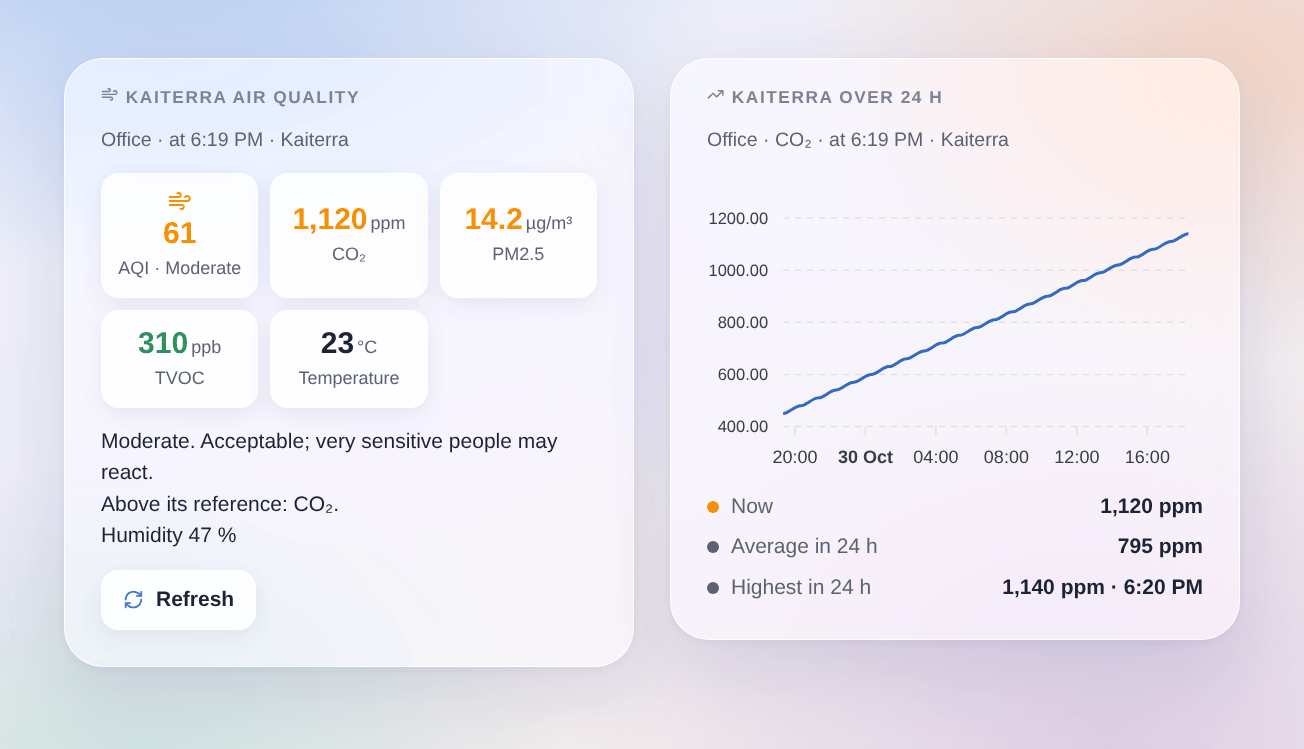 KAITERRA AIR QUALITY
Office · at 6:19 PM · Kaiterra
61
AQI · Moderate
1,120 ppm
CO₂
14.2 µg/m³
PM2.5
310 ppb
TVOC
23 °C
Temperature
Moderate. Acceptable; very sensitive people may
react.
Above its reference: CO₂.
Humidity 47 %
Refresh
KAITERRA OVER 24 H
Office · CO₂ · at 6:19 PM · Kaiterra
1200.00
1000.00
800.00
600.00
400.00
20:00 30 Oct 04:00 08:00 12:00 16:00
Now 1,120 ppm
Average in 24 h 795 ppm
Highest in 24 h 1,140 ppm · 6:20 PM